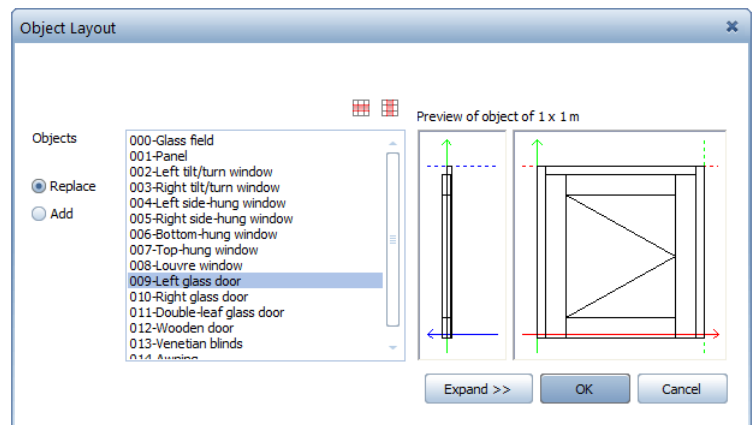 Object Layout
Preview of object of 1 x 1 m
Objects
Replace
Add
000-Glass field
001-Panel
002-Left tilt/turn window
003-Right tilt/turn window
004-Left side-hung window
005-Right side-hung window
006-Bottom-hung window
007-Top-hung window
008-Louvre window
009-Left glass door
010-Right glass door
011-Double-leaf glass door
012-Wooden door
013-Venetian blinds
014-Awning
Expand >>
OK
Cancel